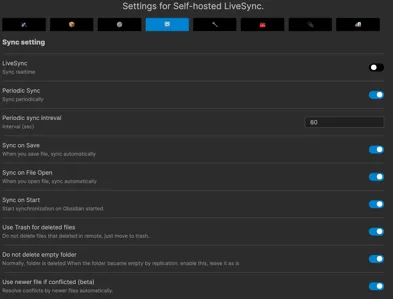 Settings for Self-hosted LiveSync.
Sync setting
LiveSync
Sync realtime
Periodic Sync
Sync periodically
Periodic sync intreval
Interval (sec)
60
Sync on Save
When you save file, sync automatically
Sync on File Open
When you open file, sync automatically
Sync on Start
Start synchronization on Obsidian started
Use Trash for deleted files
Do not delete files that deleted in remote, just move to trash.
Do not delete empty folder
Normally, folder is deleted When the folder became empty by replication. enable this, leave it as is
Use newer file if conflicted (beta)
Resolve conflicts by newer files automatically.